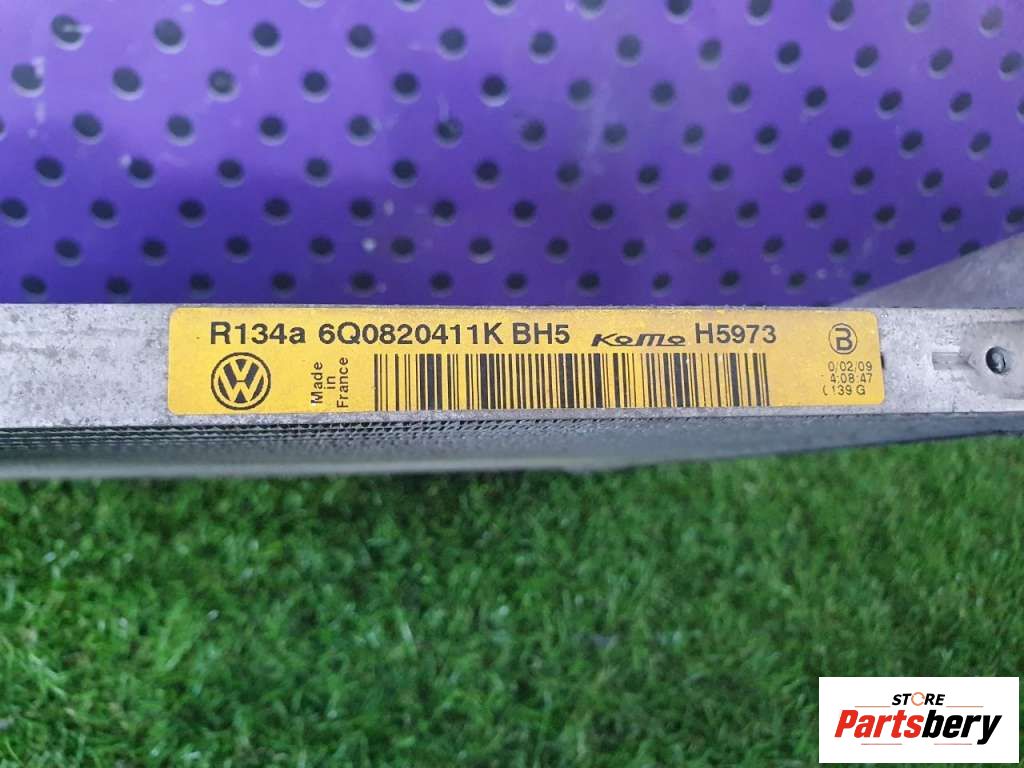 R134a 6Q0820411K BH5 KoMo H5973
B
Made
in
France
0/02/09
4:08:47
139 G
STORE
Partsbery